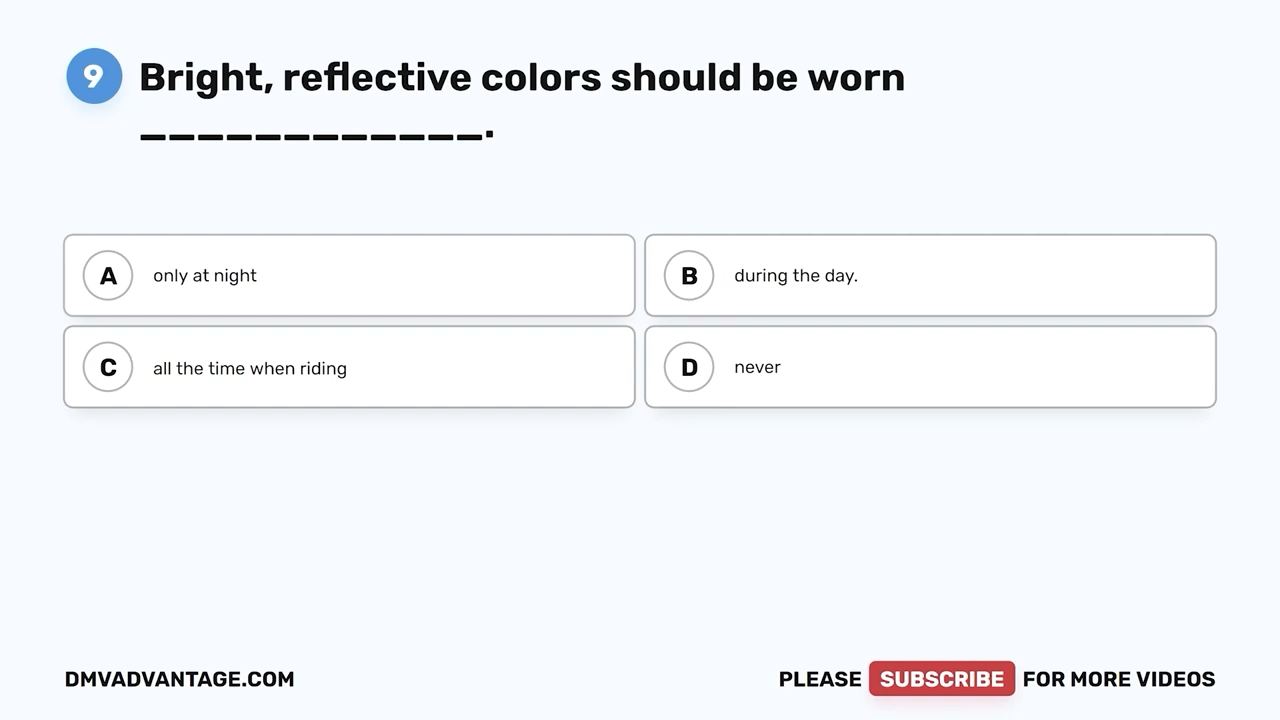 9 Bright, reflective colors should be worn
____________.
A only at night
B during the day.
C all the time when riding
D never
DMVADVANTAGE.COM
PLEASE SUBSCRIBE FOR MORE VIDEOS